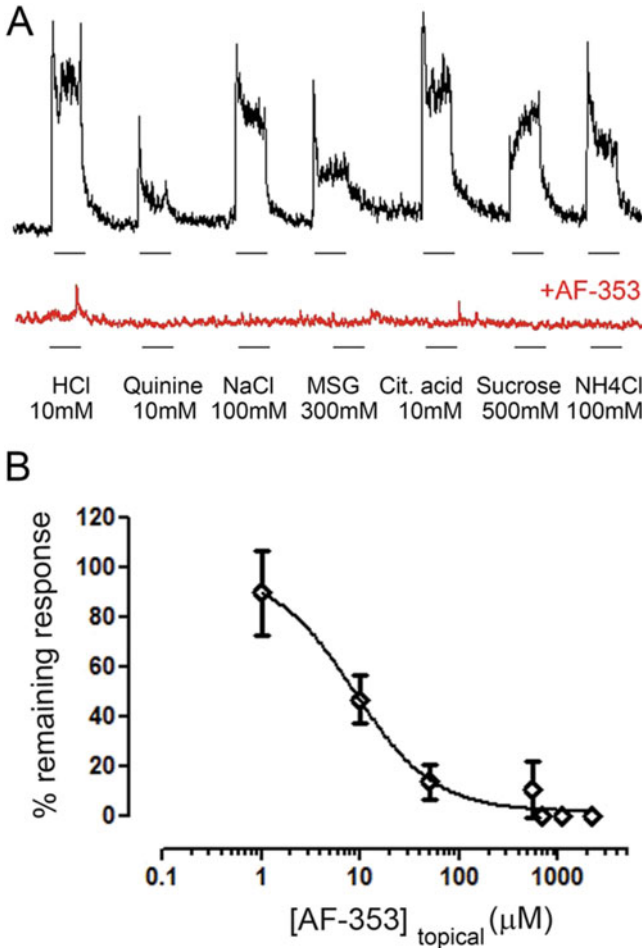 A
+AF-353
HCl Quinine NaCl MSG Cit. acid Sucrose NH4Cl
10mM 10mM 100mM 300mM 10mM 500mM 100mM
B
120
100
80
60
40
20
0
% remaining response
0.1 1 10 100 1000
[AF-353] topical (μM)